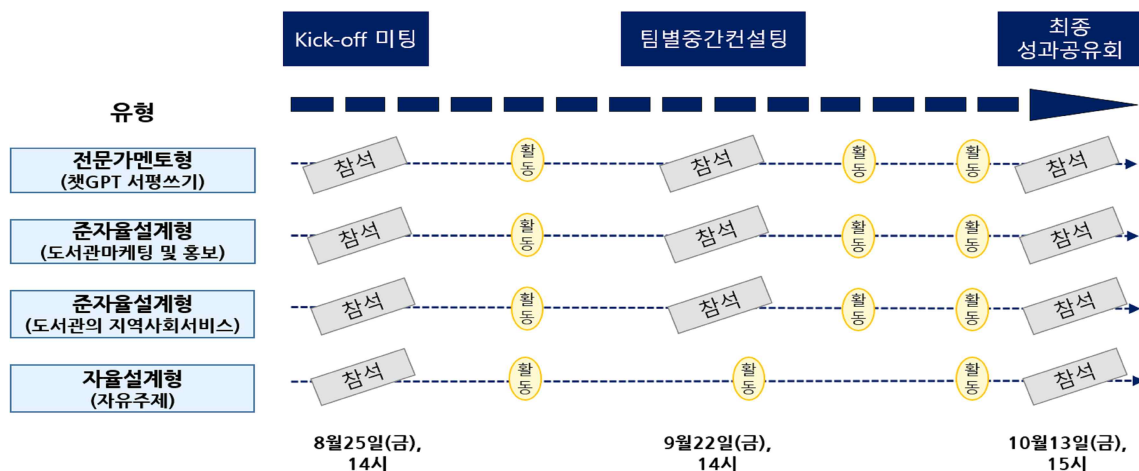 Kick-off 미팅
팀별중간컨설팅
최종
성과공유회
유형
전문가멘토형
(챗GPT 서평쓰기)
참석
활동
참석
활동
활동
참석
준자율설계형
(도서관마케팅 및 홍보)
참석
활동
참석
활동
활동
참석
준자율설계형
(도서관의 지역사회서비스)
참석
활동
참석
활동
활동
참석
자율설계형
(자유주제)
참석
활동
활동
활동
참석
8월25일(금),
14시
9월22일(금),
14시
10월13일(금),
15시